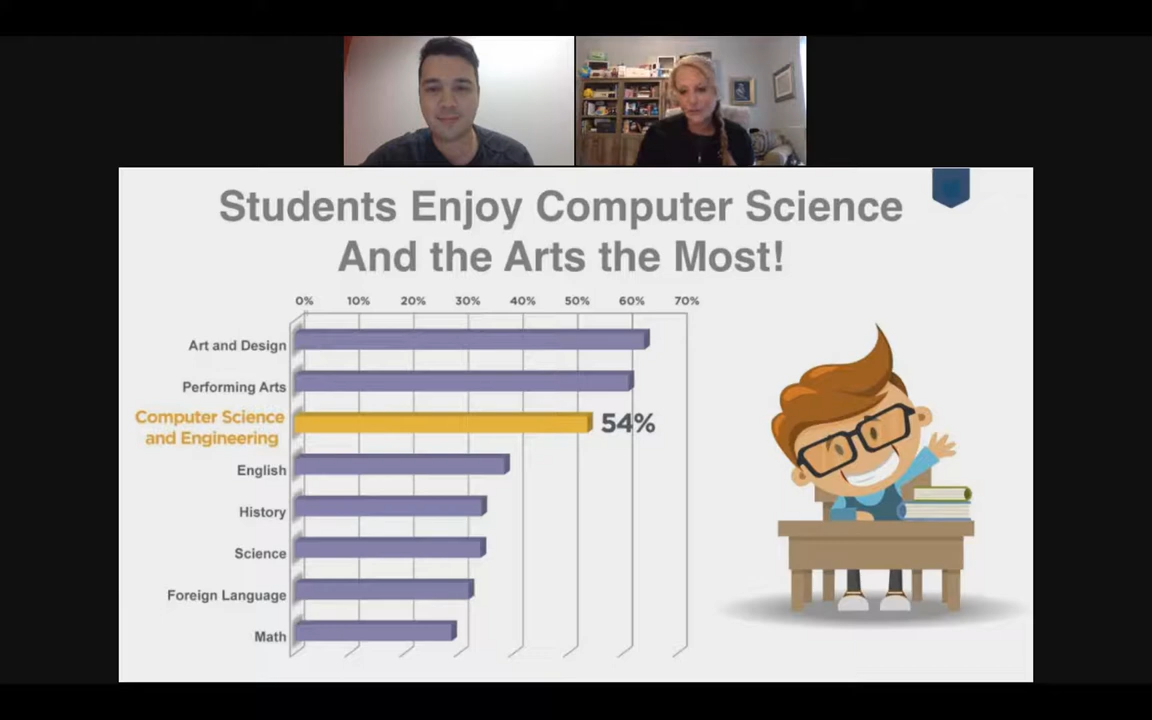 Students Enjoy Computer Science
And the Arts the Most!
0% 10% 20% 30% 40% 50% 60% 70%
Art and Design
Performing Arts
Computer Science
and Engineering
54%
English
History
Science
Foreign Language
Math